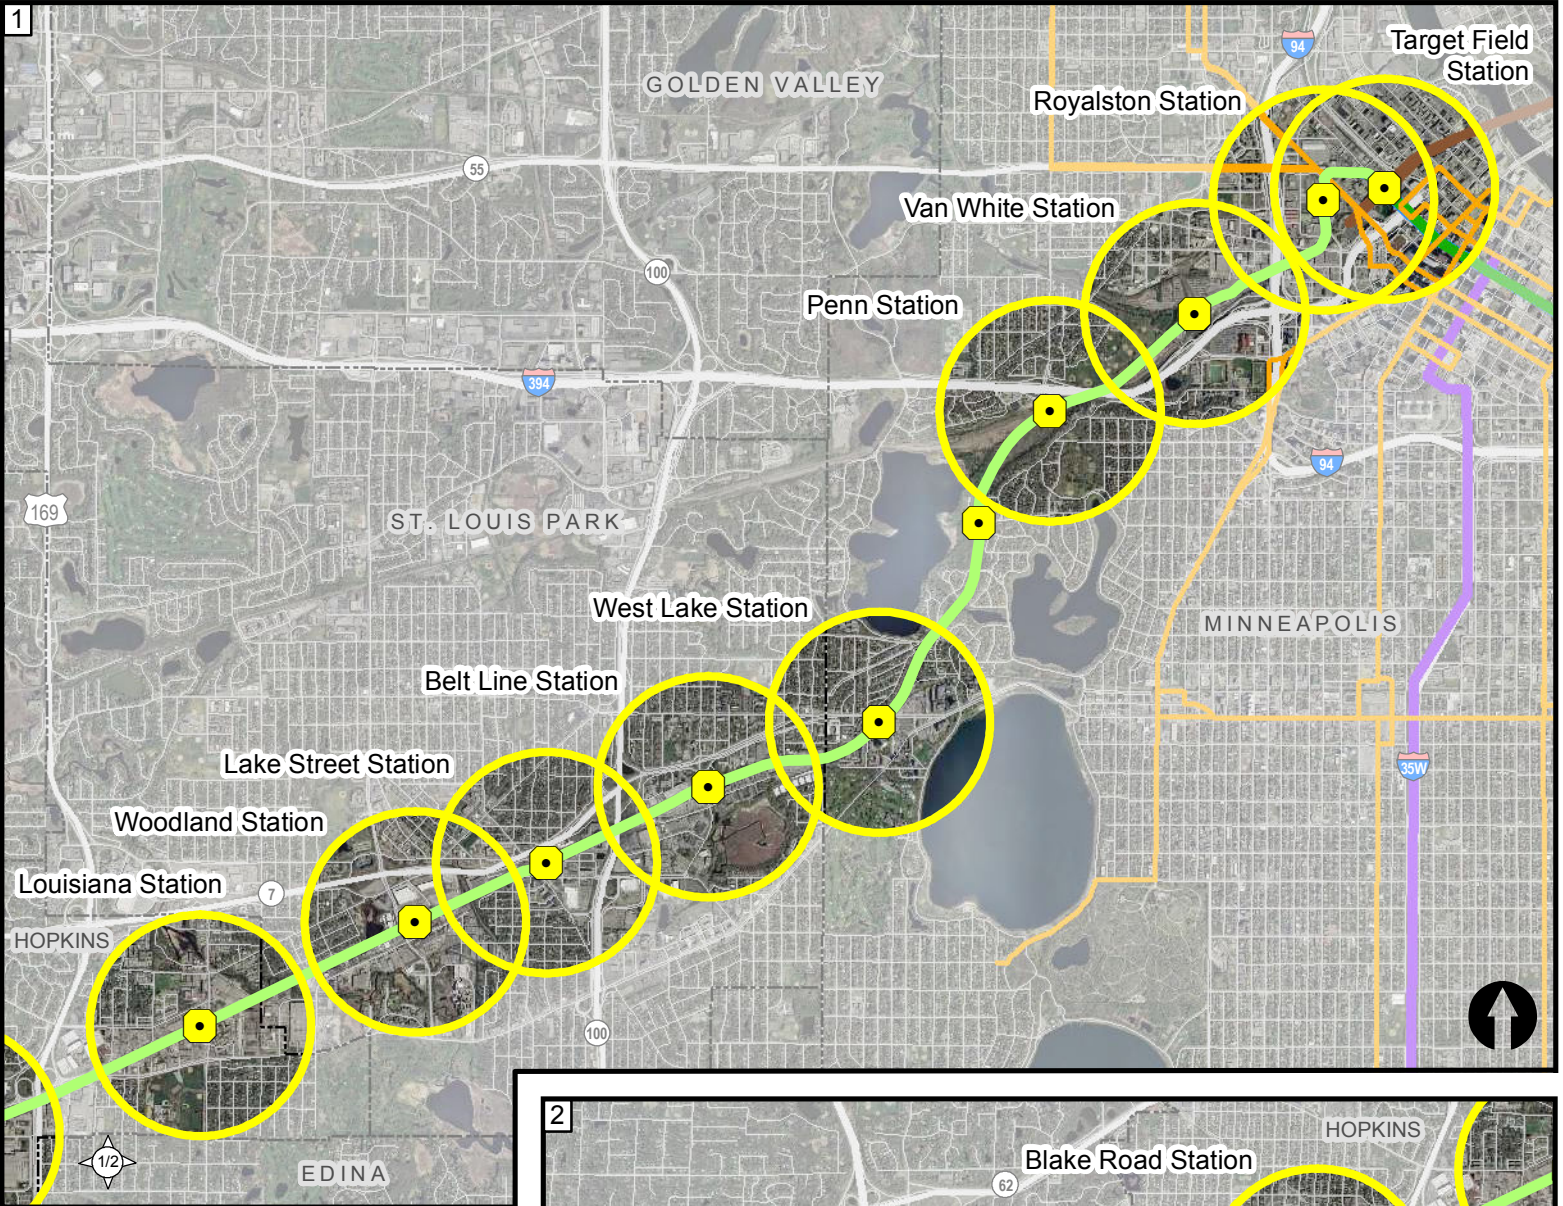 1
Target Field
Station
94
GOLDEN VALLEY
Royalston Station
55
Van White Station
100
Penn Station
394
94
169
ST. LOUIS PARK
West Lake Station
MINNEAPOLIS
Belt Line Station
Lake Street Station
35W
Woodland Station
Louisiana Station
7
HOPKINS
100
2
HOPKINS
Blake Road Station
1/2
EDINA
62